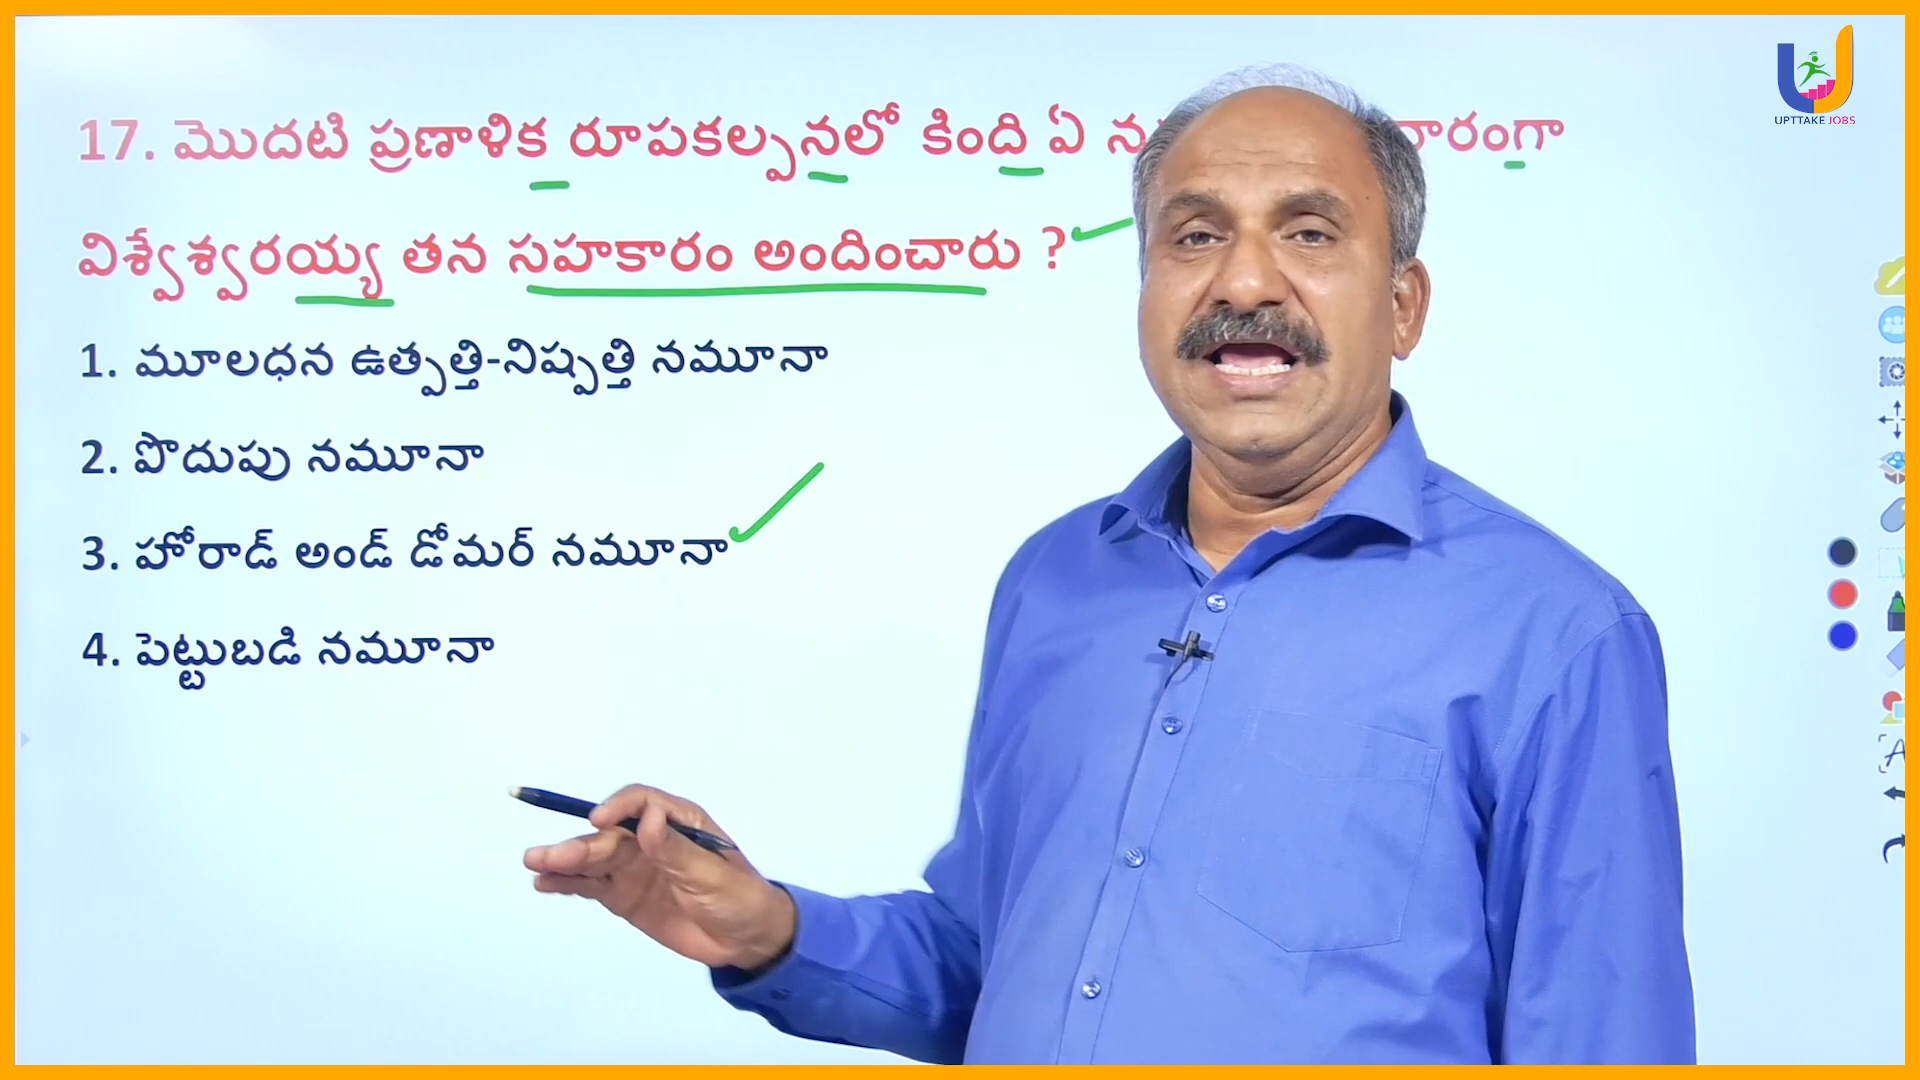 UPTTAKE JOBS
17. మొదటి ప్రణాళిక రూపకల్పనలో కింది ఏ
విశ్వేశ్వరయ్య తన సహకారం అందించారు ?
1. మూలధన ఉత్పత్తి-నిష్పత్తి నమూనా
2. పొదుపు నమూనా
3. హోరాడ్ అండ్ డోమర్ నమూనా
4. పెట్టుబడి నమూనా